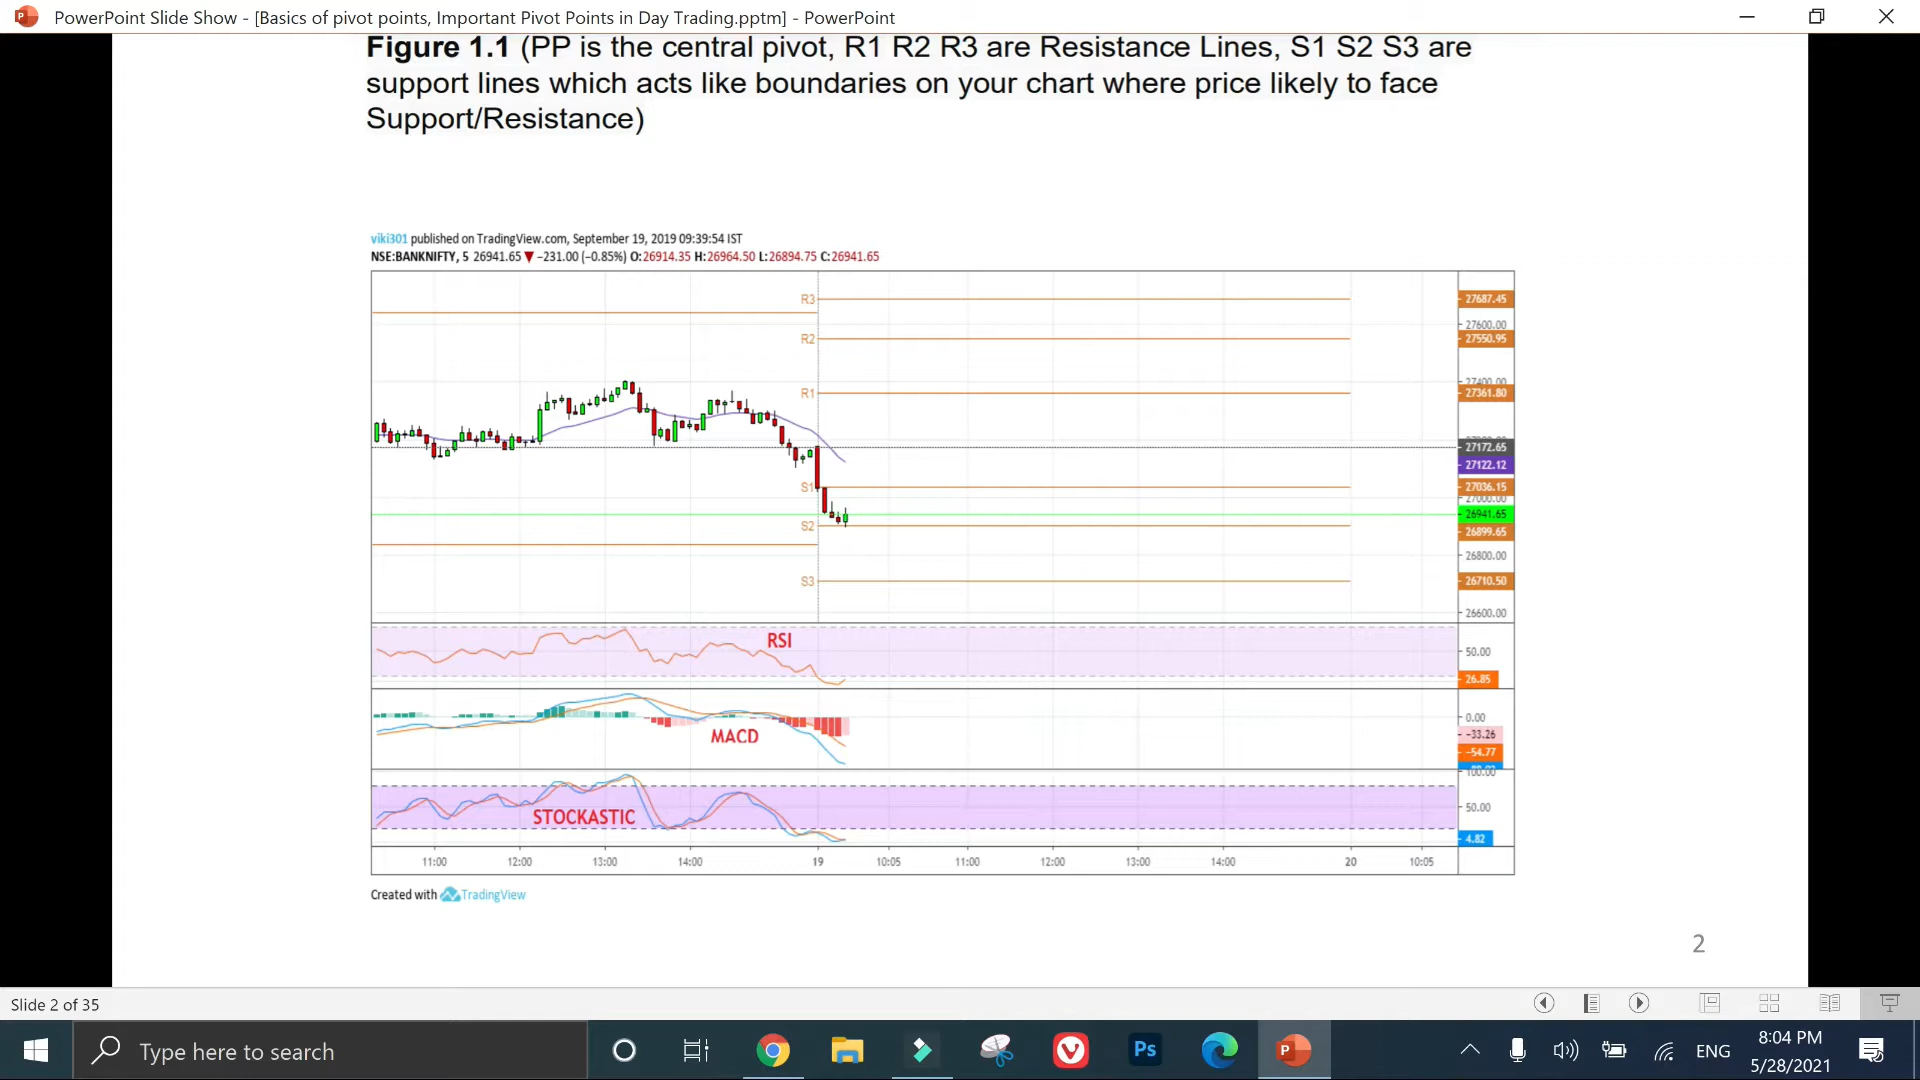 PowerPoint Slide Show - [Basics of pivot points, Important Pivot Points in Day Trading.pptm] - PowerPoint
Figure 1.1 (PP is the central pivot, R1 R2 R3 are Resistance Lines, S1 S2 S3 are
support lines which acts like boundaries on your chart where price likely to face
Support/Resistance)
viki301 published on TradingView.com, September 19, 2019 09:39:54 IST
NSE:BANKNIFTY, 5 26941.65 ▼ −231.00 (−0.85%) O:26914.35 H:26964.50 L:26894.75 C:26941.65
R3
27687.45
27600.00
R2
27550.95
27400.00
R1
27361.80
27172.65
27122.12
S1
27036.15
27000.00
26941.65
S2
26899.65
26800.00
S3
26710.50
26600.00
RSI
50.00
26.85
0.00
MACD
−33.26
−54.77
100.00
STOCKASTIC
50.00
4.82
11:00 12:00 13:00 14:00 19 10:05 11:00 12:00 13:00 14:00 20 10:05
Created with TradingView
2
Slide 2 of 35
Type here to search
Ps
P
ENG
8:04 PM
5/28/2021